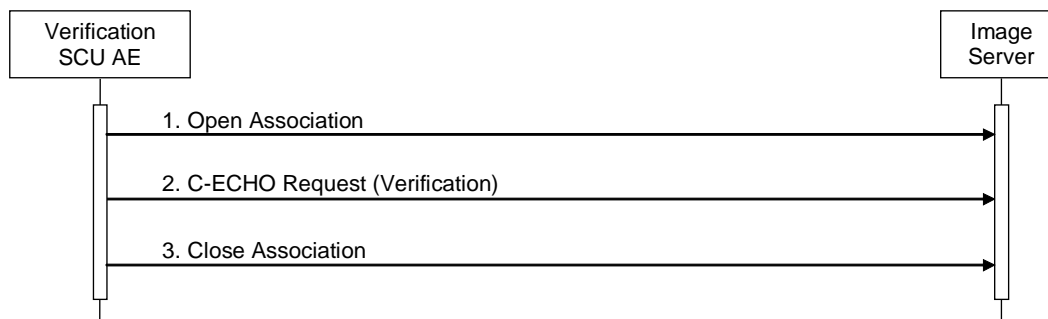 Verification
SCU AE
Image
Server
1. Open Association
2. C-ECHO Request (Verification)
3. Close Association